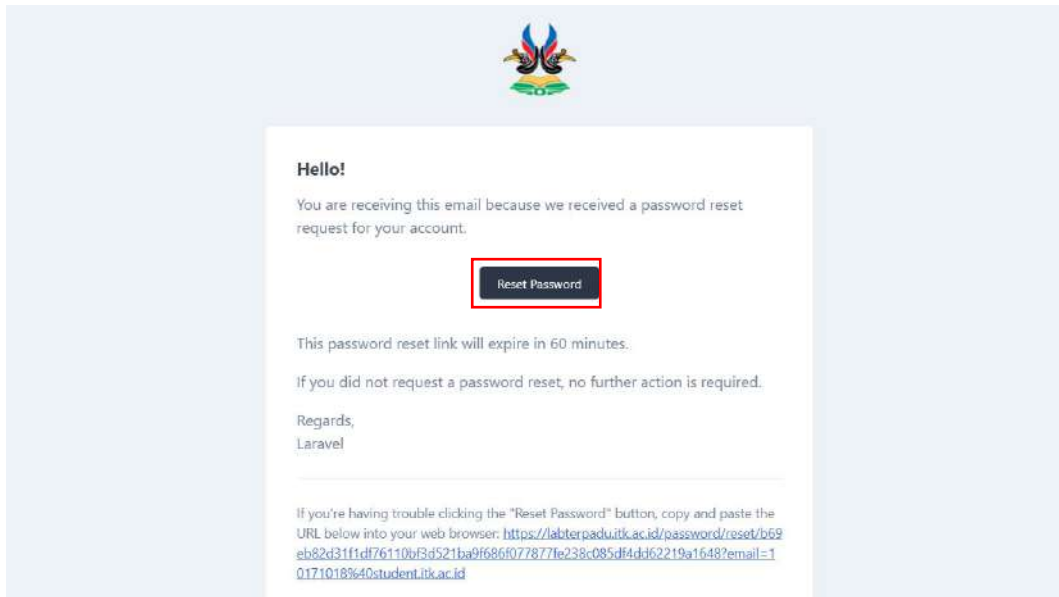 Hello!
You are receiving this email because we received a password reset
request for your account.
Reset Password
This password reset link will expire in 60 minutes.
If you did not request a password reset, no further action is required.
Regards,
Laravel
If you're having trouble clicking the "Reset Password" button, copy and paste the
URL below into your web browser: https://labterpadu.itk.ac.id/password/reset/b69
eb82d31f1df76110bf3d521ba9f686f077877fe238c085df4dd62219a1648?email=1
0171018%40student.itk.ac.id